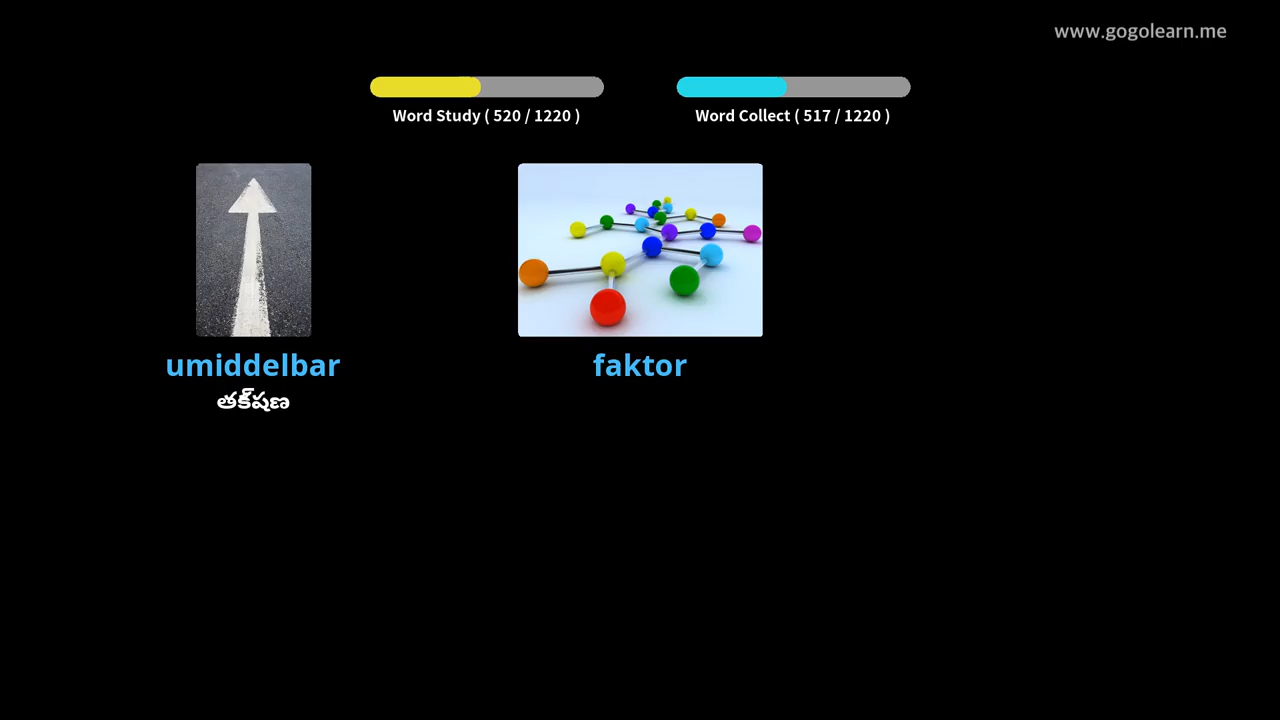 www.gogolearn.me
Word Study ( 520 / 1220 )
Word Collect ( 517 / 1220 )
umiddelbar
faktor
తక్షణ